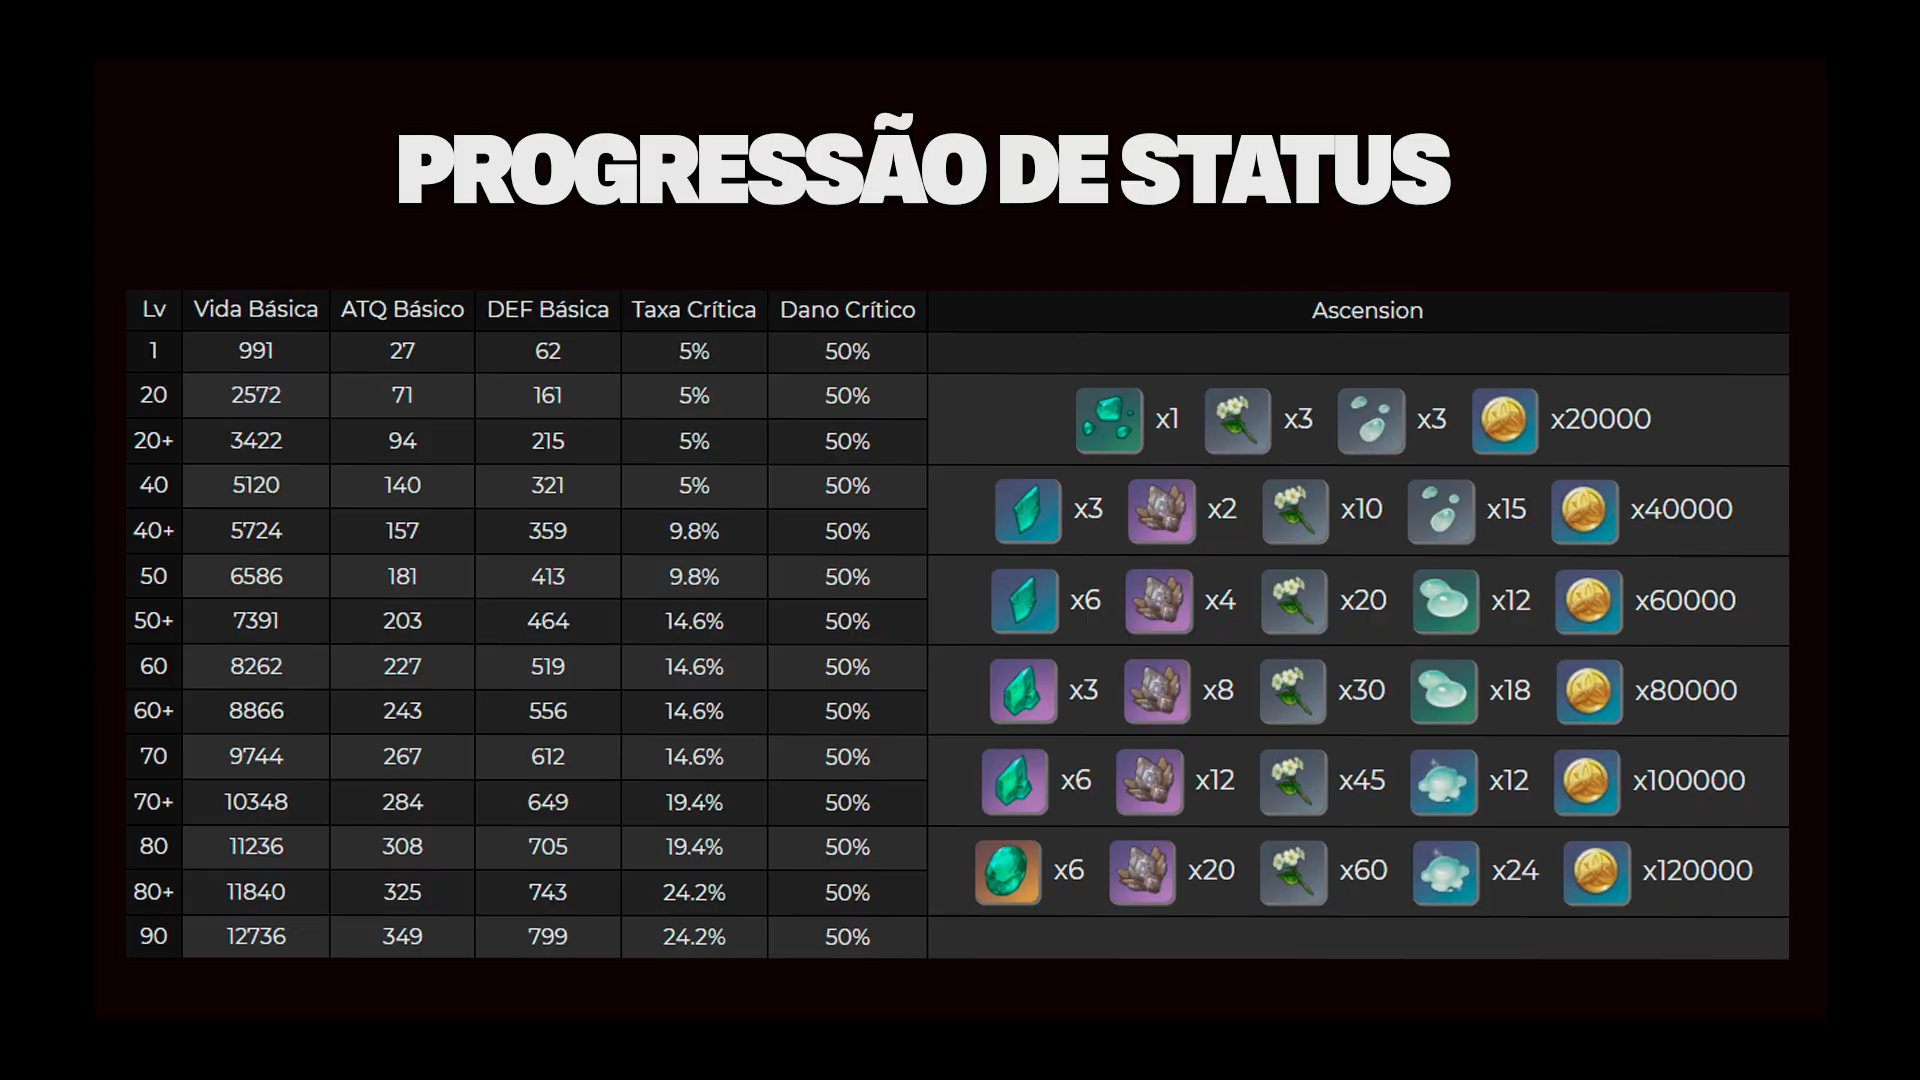 PROGRESSÃO DE STATUS
Lv Vida Básica ATQ Básico DEF Básica Taxa Crítica Dano Crítico Ascension
1 991 27 62 5% 50%
20 2572 71 161 5% 50%
x1 x3 x3 x20000
20+ 3422 94 215 5% 50%
40 5120 140 321 5% 50%
x3 x2 x10 x15 x40000
40+ 5724 157 359 9.8% 50%
50 6586 181 413 9.8% 50%
x6 x4 x20 x12 x60000
50+ 7391 203 464 14.6% 50%
60 8262 227 519 14.6% 50%
x3 x8 x30 x18 x80000
60+ 8866 243 556 14.6% 50%
70 9744 267 612 14.6% 50%
x6 x12 x45 x12 x100000
70+ 10348 284 649 19.4% 50%
80 11236 308 705 19.4% 50%
x6 x20 x60 x24 x120000
80+ 11840 325 743 24.2% 50%
90 12736 349 799 24.2% 50%